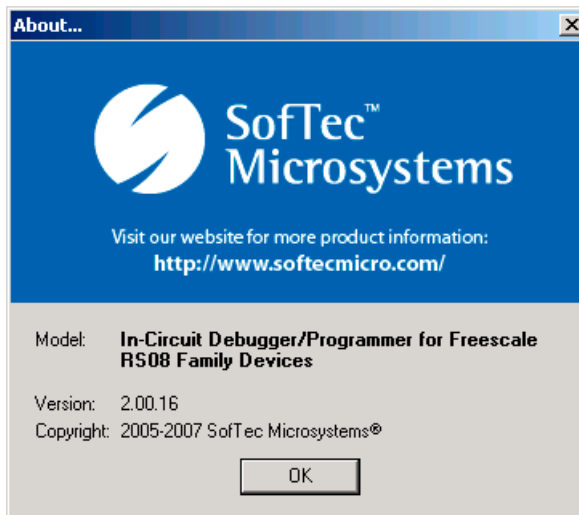 About...
SofTec™
Microsystems
Visit our website for more product information:
http://www.softecmicro.com/
Model: In-Circuit Debugger/Programmer for Freescale
RS08 Family Devices
Version: 2.00.16
Copyright: 2005-2007 SofTec Microsystems®
OK